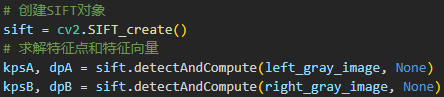 # 创建SIFT对象
sift = cv2.SIFT_create()
# 求解特征点和特征向量
kpsA, dpA = sift.detectAndCompute(left_gray_image, None)
kpsB, dpB = sift.detectAndCompute(right_gray_image, None)